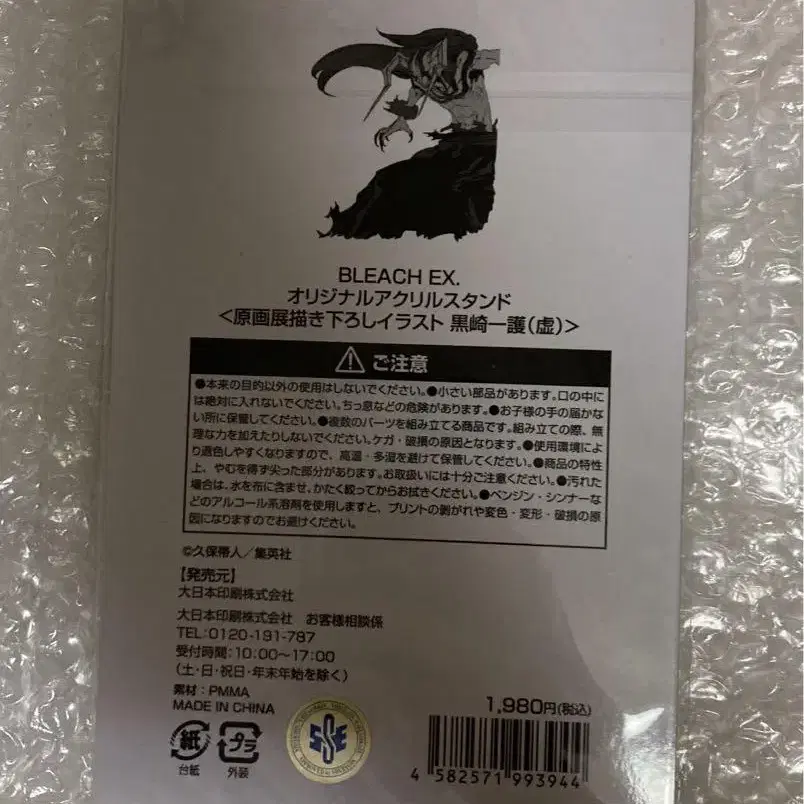 BLEACH EX.
オリジナルアクリルスタンド
<原画展描き下ろしイラスト 黒崎一護(虚)>
ご注意
●本来の目的以外の使用はしないでください。●小さい部品があります。口の中に
は絶対に入れないでください。ちっ息などの危険があります。●お子様の手の届かな
い所に保管してください。●複数のパーツを組み立てる商品です。組み立ての際、無
理な力を加えたりしないでください。ケガ・破損の原因となります。●使用環境によ
り退色しやすくなりますので、高温・多湿を避けて保管してください。●商品の特性
上、やむを得ず尖った部分があります。お取扱いには十分ご注意ください。●汚れた
場合は、水を布に含ませ、かたく絞ってからお拭きください。●ベンジン・シンナーな
どのアルコール系溶剤を使用しますと、プリントの剥がれや変色・変形・破損の原
因になりますのでお避けください。
©久保帯人/集英社
【発売元】
大日本印刷株式会社
大日本印刷株式会社 お客様相談係
TEL:0120-191-787
受付時間:10:00〜17:00
(土・日・祝日・年末年始を除く)
素材:PMMA
MADE IN CHINA
1,980円(税込)
紙
台紙
プラ
外装
4 582571 993944